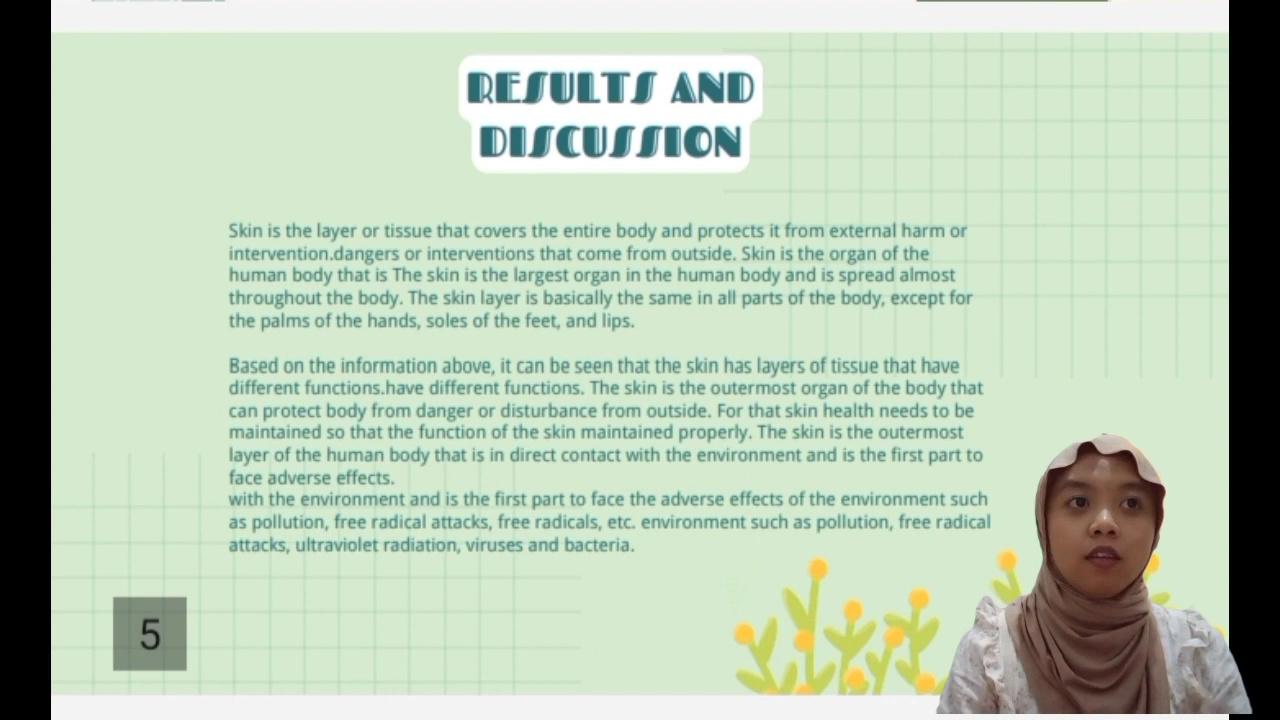 RESULTS AND
DISCUSSION
Skin is the layer or tissue that covers the entire body and protects it from external harm or
intervention.dangers or interventions that come from outside. Skin is the organ of the
human body that is The skin is the largest organ in the human body and is spread almost
throughout the body. The skin layer is basically the same in all parts of the body, except for
the palms of the hands, soles of the feet, and lips.
Based on the information above, it can be seen that the skin has layers of tissue that have
different functions.have different functions. The skin is the outermost organ of the body that
can protect body from danger or disturbance from outside. For that skin health needs to be
maintained so that the function of the skin maintained properly. The skin is the outermost
layer of the human body that is in direct contact with the environment and is the first part to
face adverse effects.
with the environment and is the first part to face the adverse effects of the environment such
as pollution, free radical attacks, free radicals, etc. environment such as pollution, free radical
attacks, ultraviolet radiation, viruses and bacteria.
5